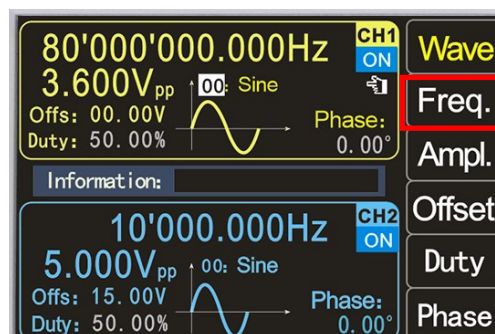 80'000'000.000Hz CH1
ON
3.600Vpp 00: Sine
Offs: 00.00V Phase:
Duty: 50.00% 0.00°
Information:
10'000.000Hz CH2
ON
5.000Vpp 00: Sine
Offs: 15.00V Phase:
Duty: 50.00% 0.00°
Wave
Freq.
Ampl.
Offset
Duty
Phase